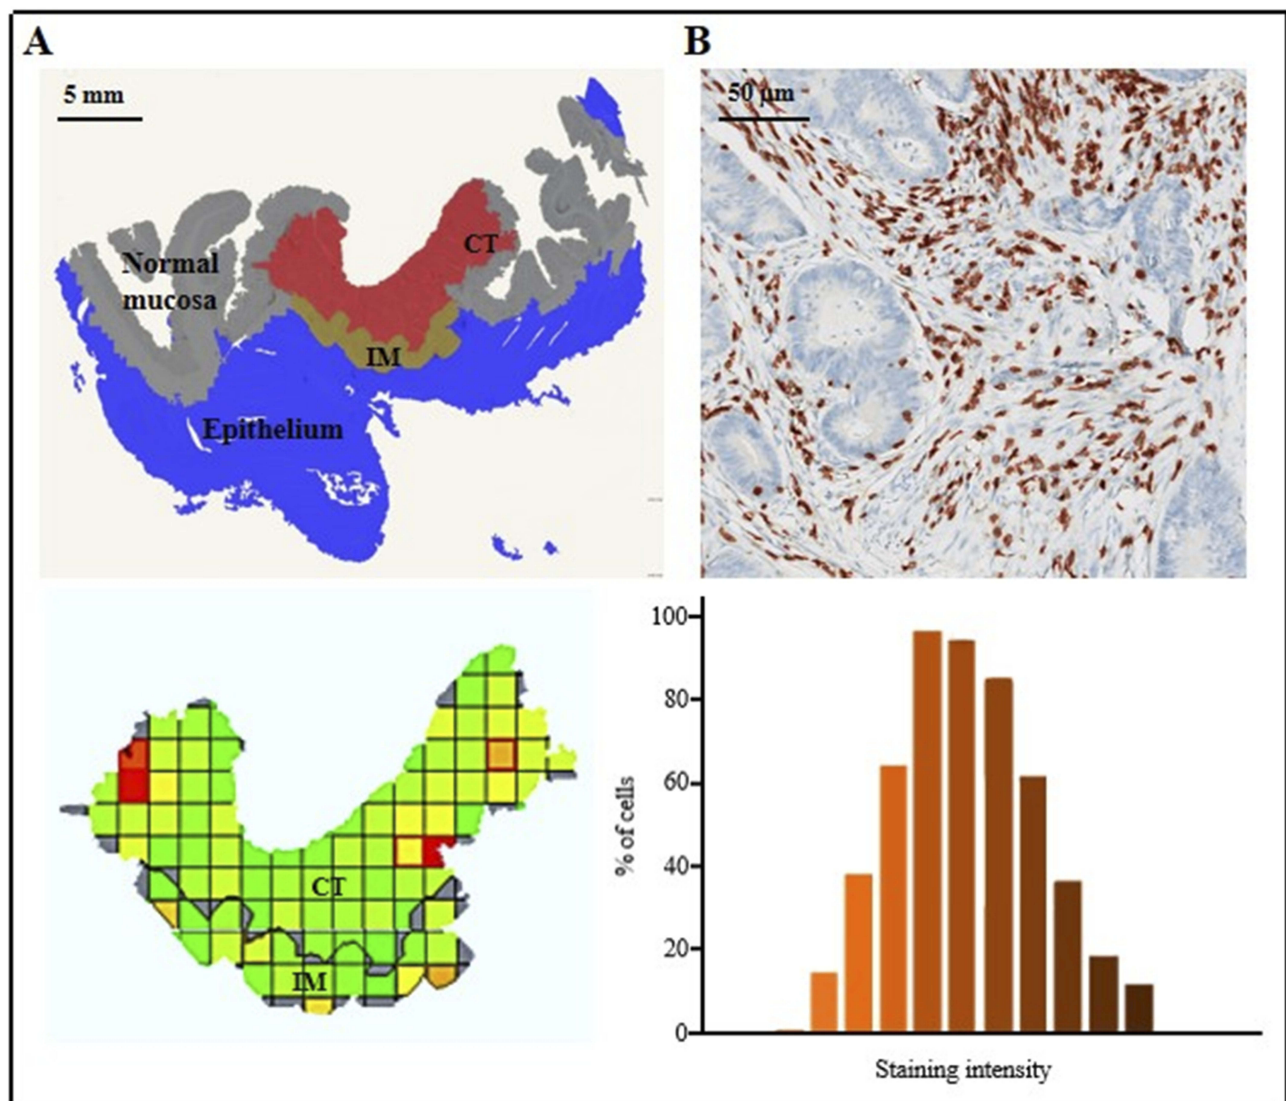 A
B
5 mm
50 µm
Normal
mucosa
CT
IM
Epithelium
CT
IM
100
80
60
40
20
0
% of cells
Staining intensity